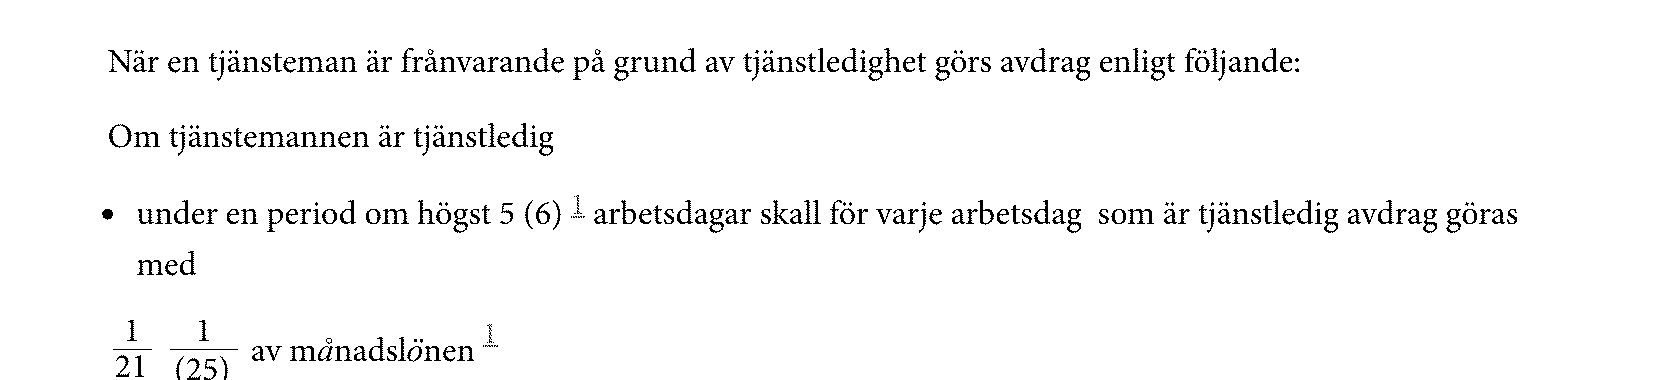 När en tjänsteman är frånvarande på grund av tjänstledighet görs avdrag enligt följande:
Om tjänstemannen är tjänstledig
• under en period om högst 5 (6) 1 arbetsdagar skall för varje arbetsdag som är tjänstledig avdrag göras
med
1/21 1/(25) av månadslönen 1